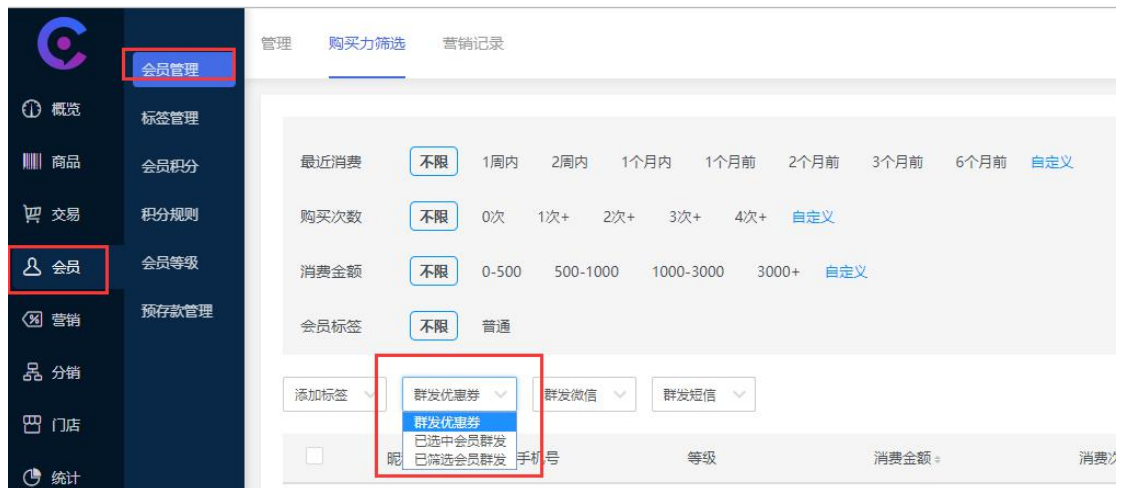 管理 购买力筛选 营销记录
会员管理
概览
标签管理
商品
会员积分
交易
积分规则
会员
会员等级
营销
预存款管理
分销
门店
统计
最近消费 不限 1周内 2周内 1个月内 1个月前 2个月前 3个月前 6个月前 自定义
购买次数 不限 0次 1次+ 2次+ 3次+ 4次+ 自定义
消费金额 不限 0-500 500-1000 1000-3000 3000+ 自定义
会员标签 不限 普通
添加标签 群发优惠券 群发微信 群发短信
群发优惠券
已选中会员群发
已筛选会员群发
昵 手机号 等级 消费金额 消费